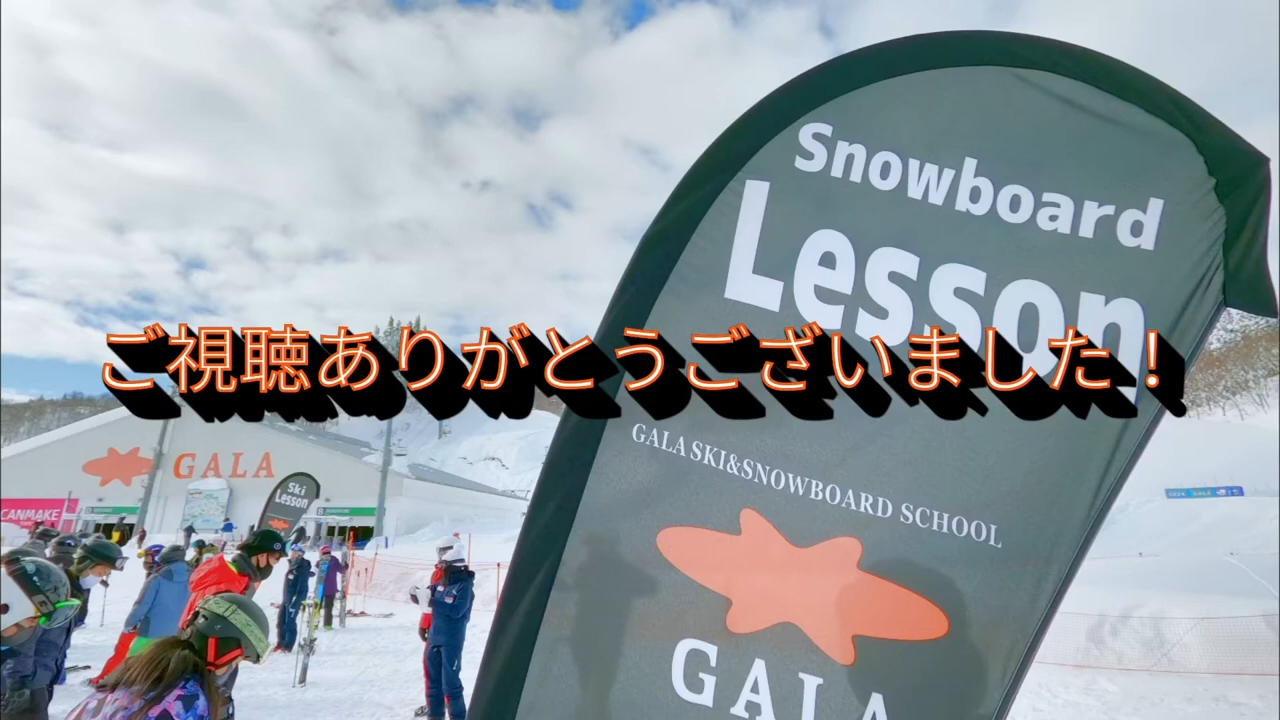 Snowboard
Lesson
ご視聴ありがとうございました！
GALA SKI&SNOWBOARD SCHOOL
GALA
GALA
Ski
Lesson
CANMAKE